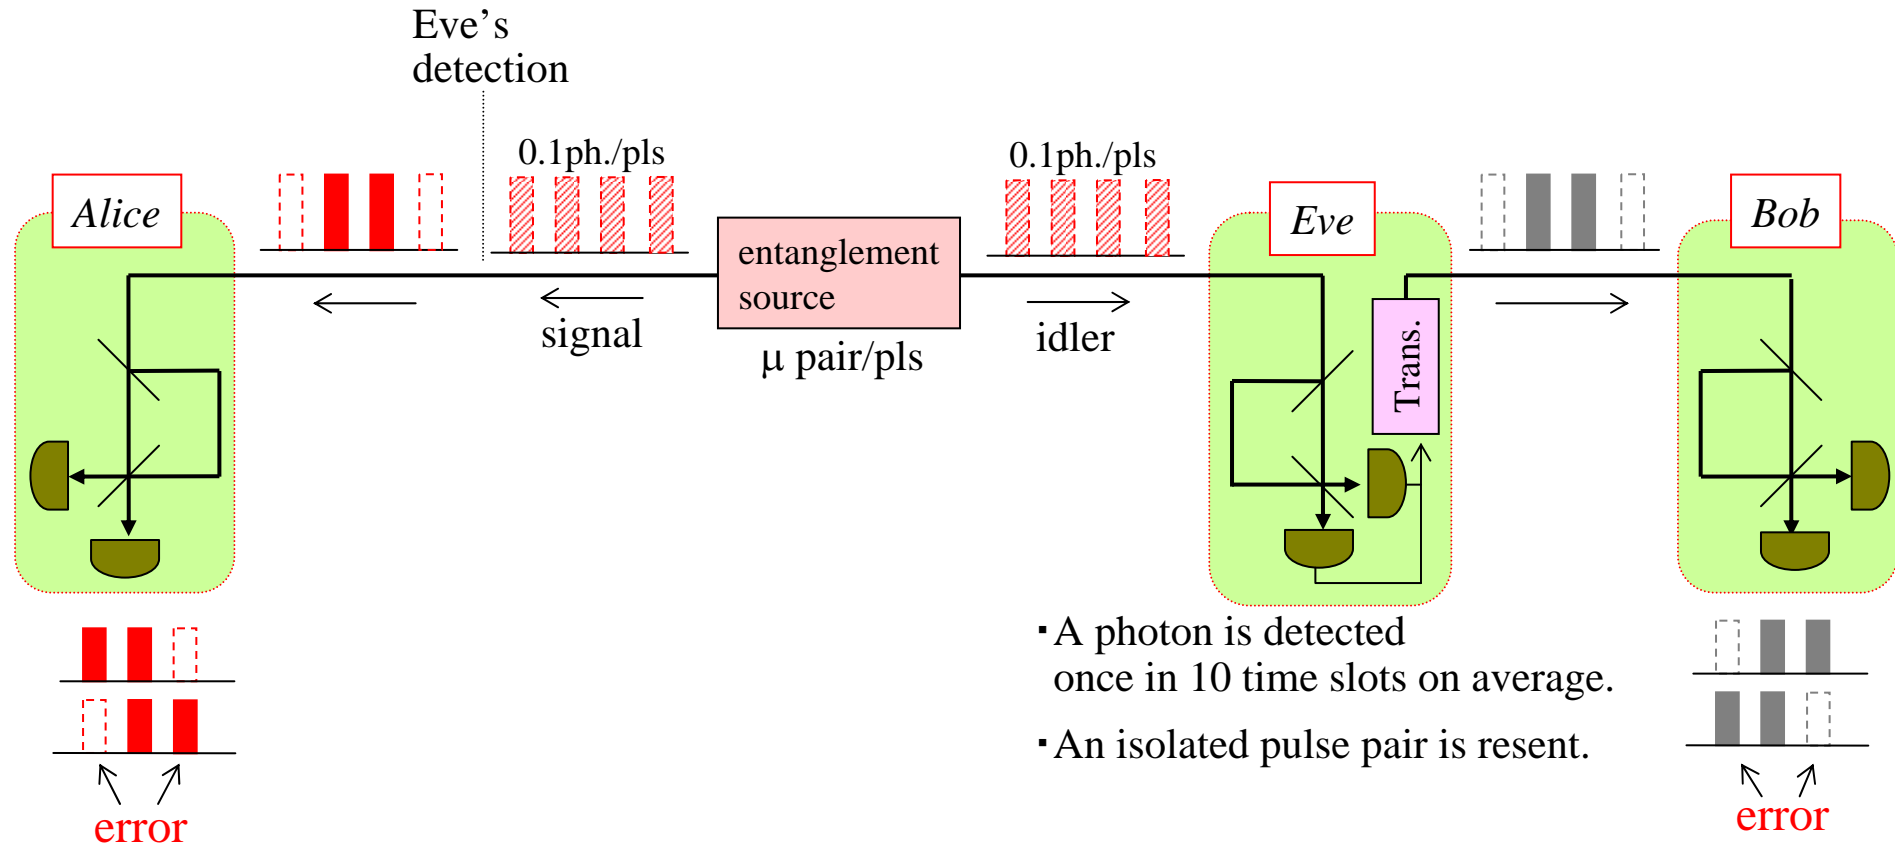 Eve’s
detection
0.1ph./pls
0.1ph./pls
Alice
Eve
Bob
entanglement
source
signal
idler
μ pair/pls
Trans.
・A photon is detected
once in 10 time slots on average.
・An isolated pulse pair is resent.
error
error